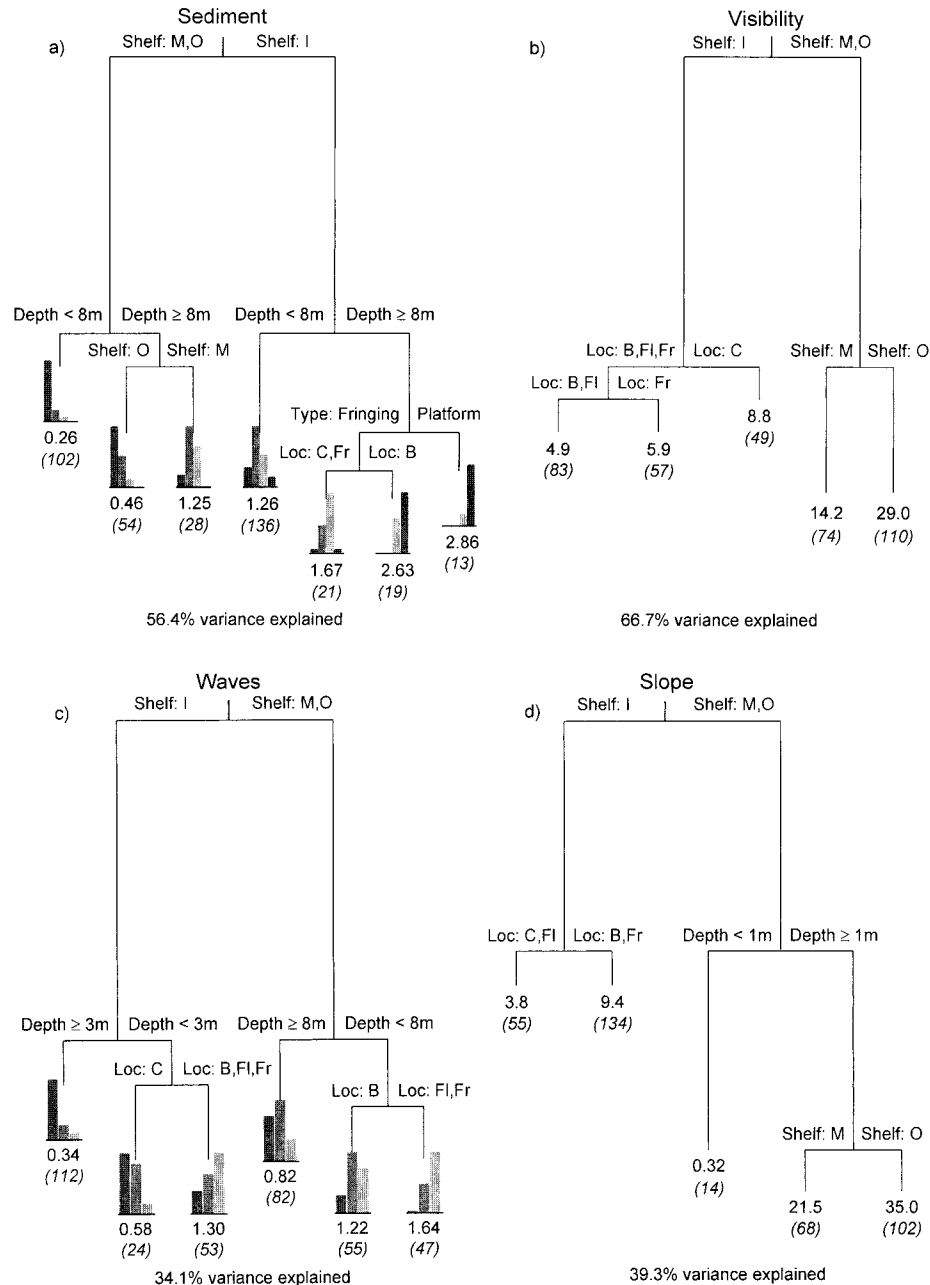 Sediment
a)
Shelf: M,O
Shelf: I
Depth < 8m
Depth ≥ 8m
Depth < 8m
Depth ≥ 8m
Shelf: O
Shelf: M
Type: Fringing
Platform
Loc: C,Fr
Loc: B
0.26
(102)
0.46
(54)
1.25
(28)
1.26
(136)
1.67
(21)
2.63
(19)
2.86
(13)
56.4% variance explained
Visibility
b)
Shelf: I
Shelf: M,O
Loc: B,Fl,Fr
Loc: C
Shelf: M
Shelf: O
Loc: B,Fl
Loc: Fr
4.9
(83)
5.9
(57)
8.8
(49)
14.2
(74)
29.0
(110)
66.7% variance explained
Waves
c)
Shelf: I
Shelf: M,O
Depth ≥ 3m
Depth < 3m
Depth ≥ 8m
Depth < 8m
Loc: C
Loc: B,Fl,Fr
Loc: B
Fl,Fr
0.34
(112)
0.58
(24)
1.30
(53)
0.82
(82)
1.22
(55)
1.64
(47)
34.1% variance explained
Slope
d)
Shelf: I
Shelf: M,O
Loc: C,Fl
Loc: B,Fr
Depth < 1m
Depth ≥ 1m
3.8
(55)
9.4
(134)
Shelf: M
Shelf: O
0.32
(14)
21.5
(68)
35.0
(102)
39.3% variance explained